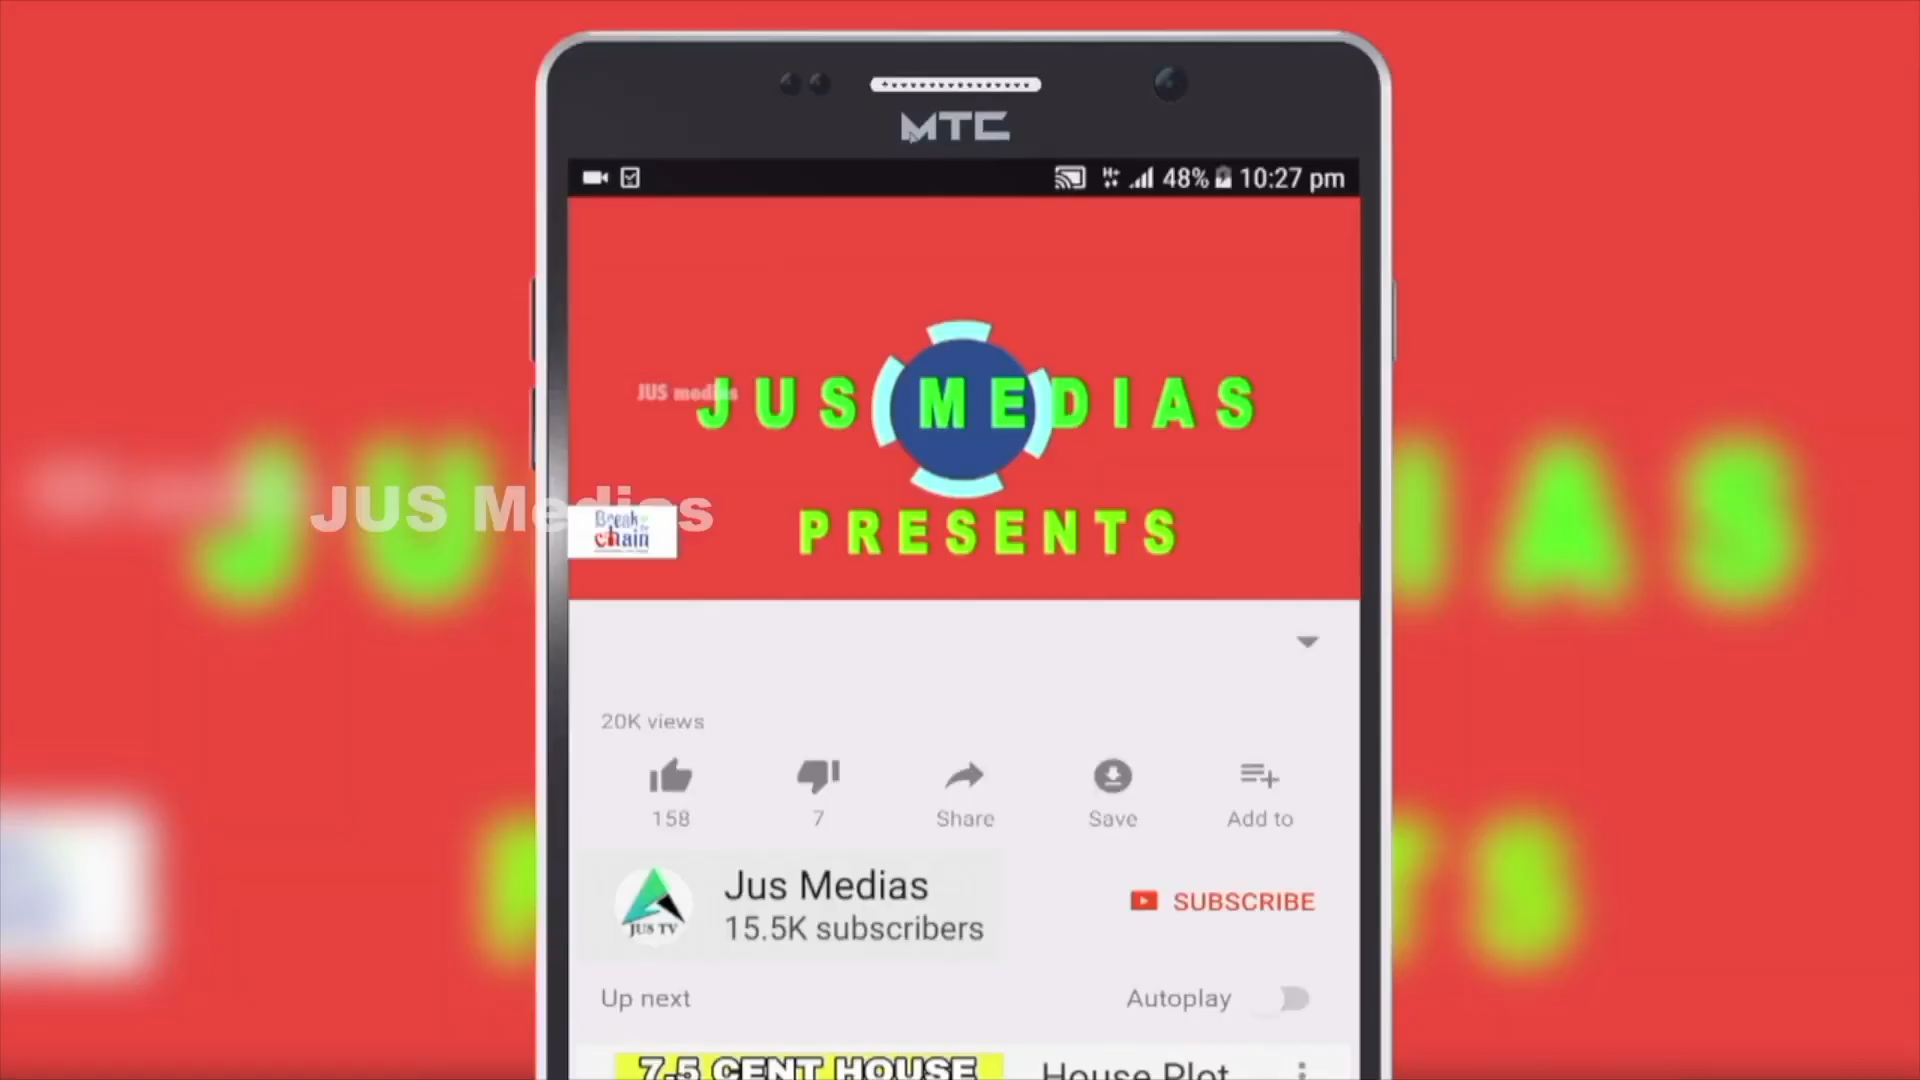 MTC
48% 10:27 pm
JUS medias
JUS MEDIAS
JUS Medias
Break the
chain
PRESENTS
20K views
158
7
Share
Save
Add to
JUS TV
Jus Medias
15.5K subscribers
SUBSCRIBE
Up next
Autoplay
7.5 CENT HOUSE
House Plot